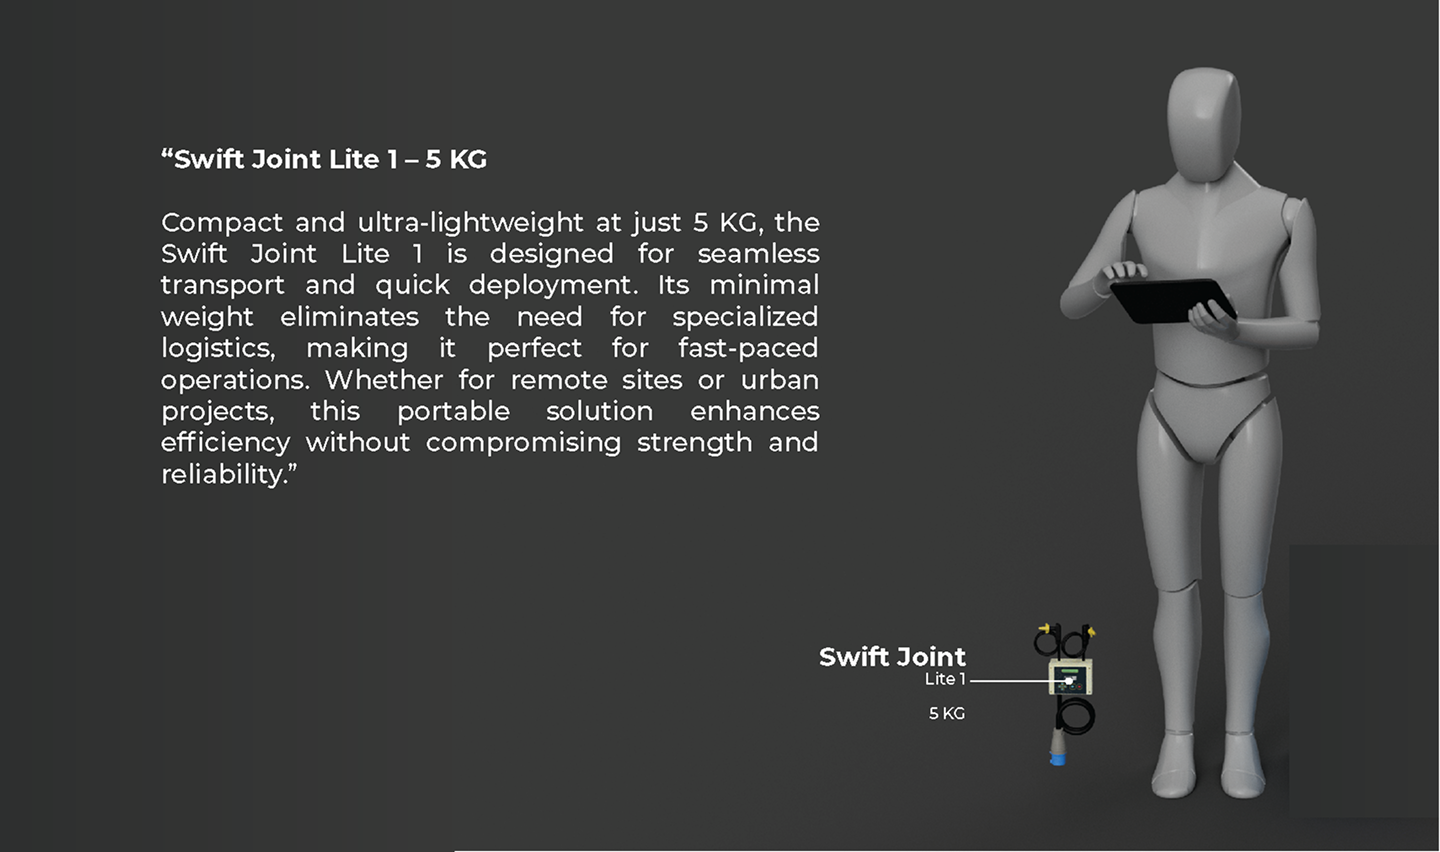 “Swift Joint Lite 1 – 5 KG
Compact and ultra-lightweight at just 5 KG, the
Swift Joint Lite 1 is designed for seamless
transport and quick deployment. Its minimal
weight eliminates the need for specialized
logistics, making it perfect for fast-paced
operations. Whether for remote sites or urban
projects, this portable solution enhances
efficiency without compromising strength and
reliability.”
Swift Joint
Lite 1
5 KG